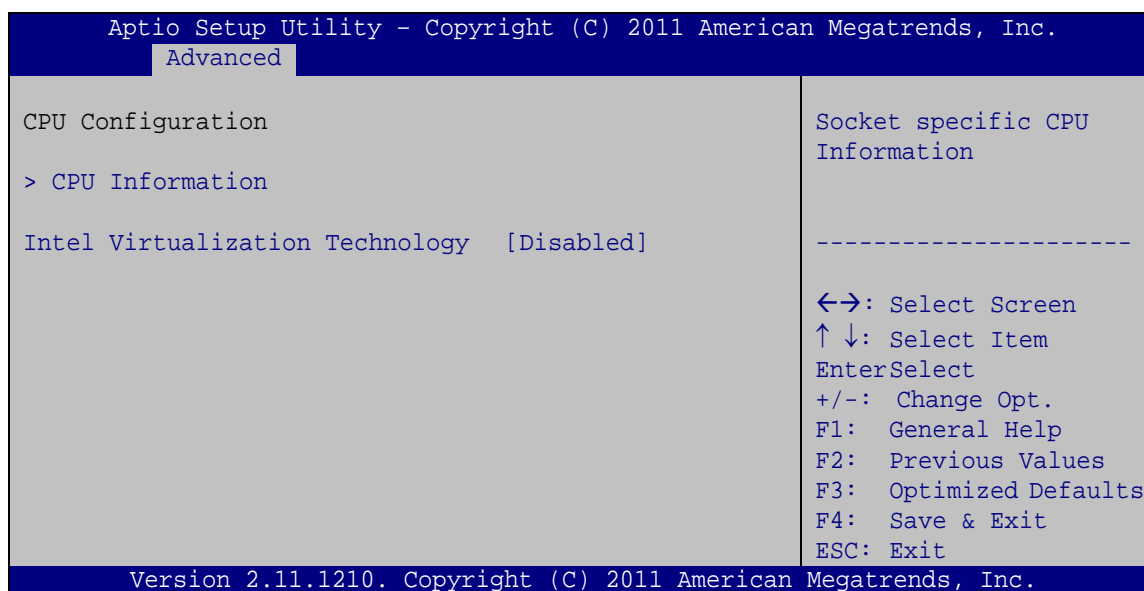 Aptio Setup Utility – Copyright (C) 2011 American Megatrends, Inc.
Advanced
CPU Configuration
> CPU Information
Intel Virtualization Technology [Disabled]
Socket specific CPU
Information
----------------------
←→: Select Screen
↑ ↓: Select Item
EnterSelect
+/-: Change Opt.
F1: General Help
F2: Previous Values
F3: Optimized Defaults
F4: Save & Exit
ESC: Exit
Version 2.11.1210. Copyright (C) 2011 American Megatrends, Inc.